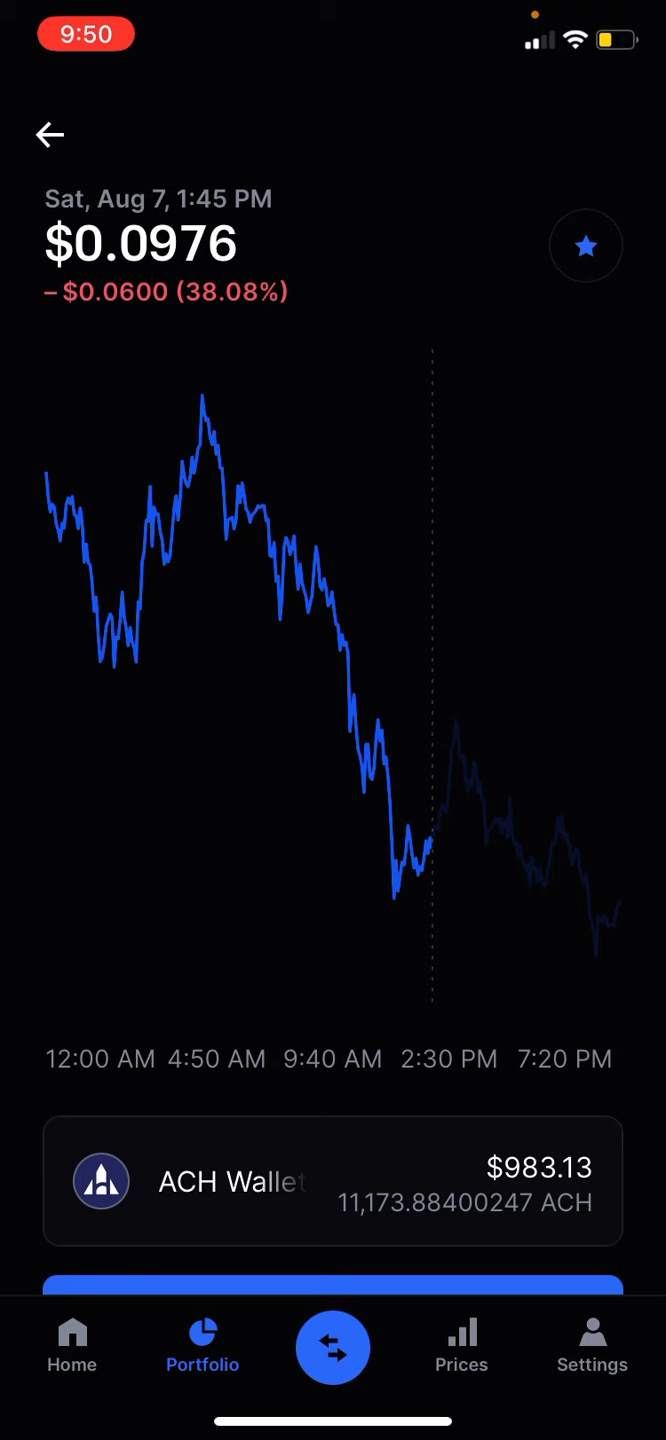 9:50
Sat, Aug 7, 1:45 PM
$0.0976
– $0.0600 (38.08%)
12:00 AM 4:50 AM 9:40 AM 2:30 PM 7:20 PM
ACH Wallet
$983.13
11,173.88400247 ACH
Home
Portfolio
Prices
Settings